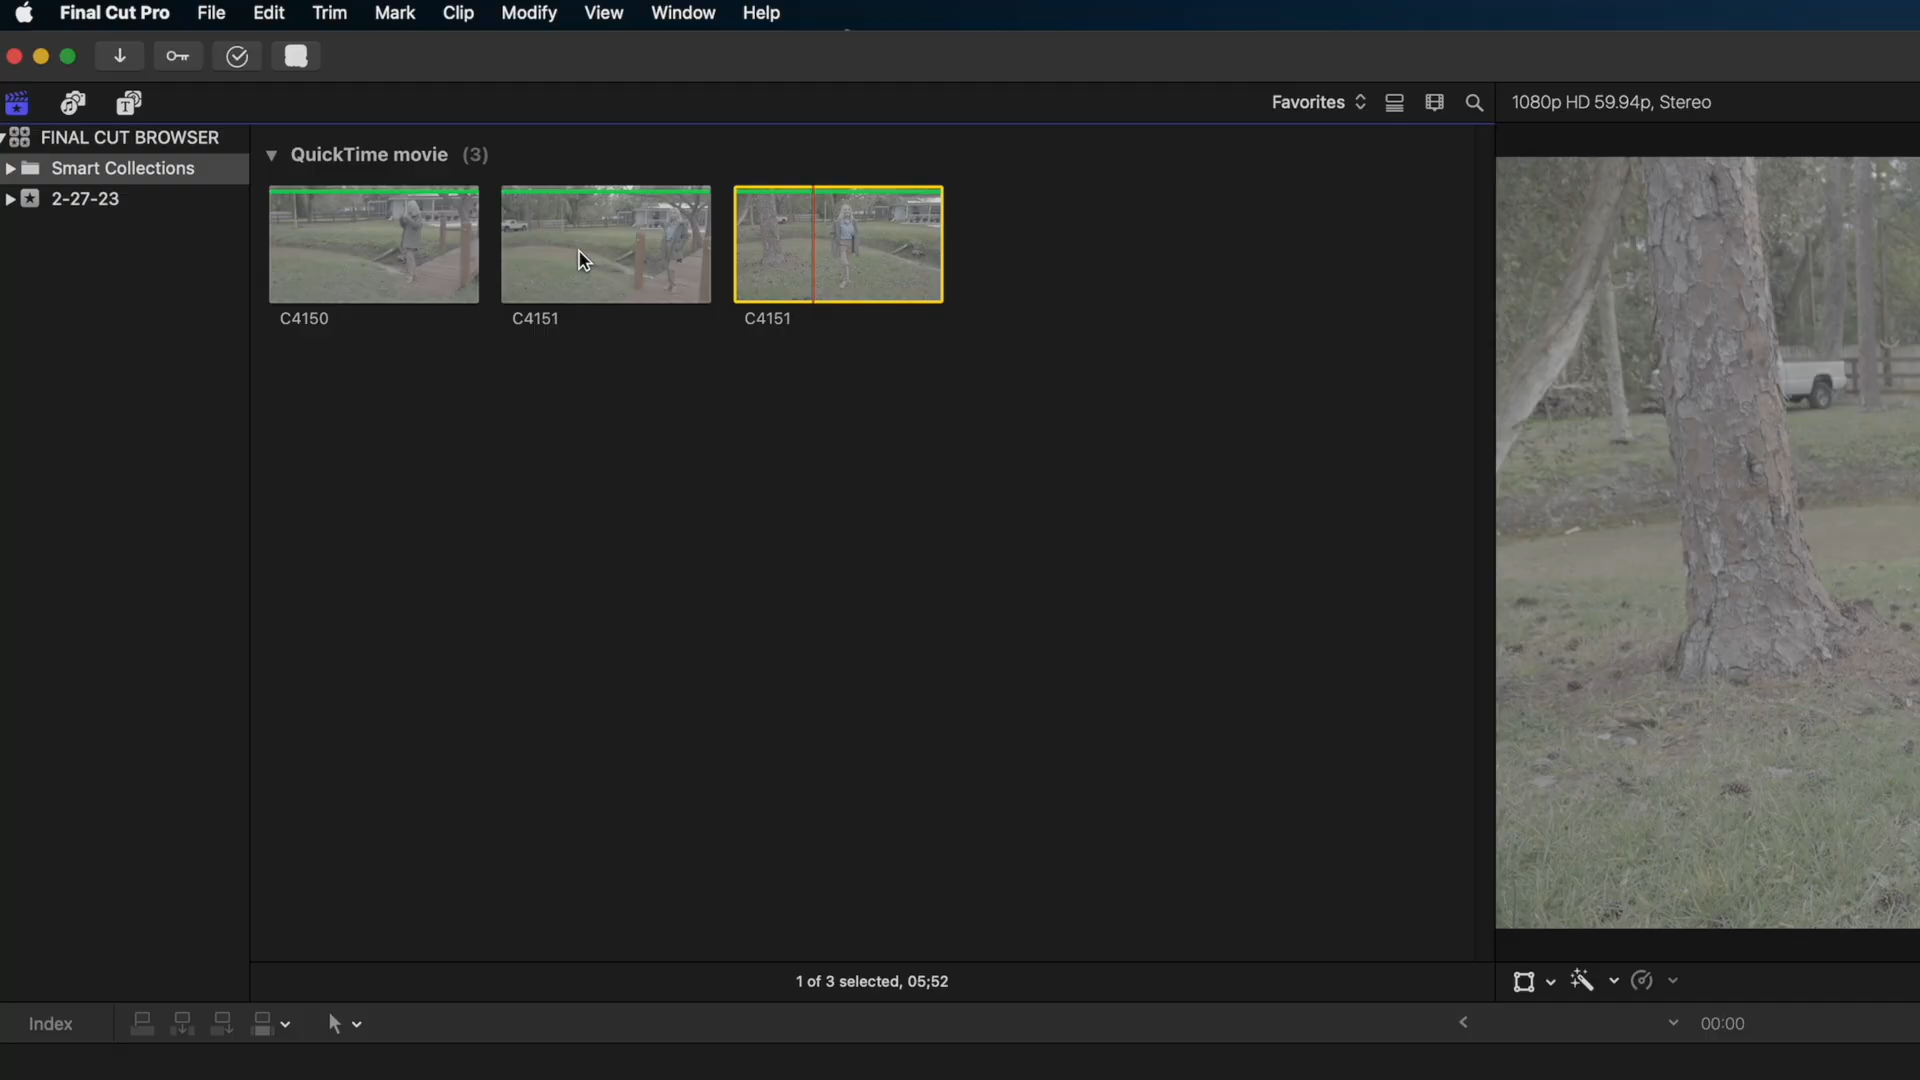 Final Cut Pro File Edit Trim Mark Clip Modify View Window Help
Favorites
1080p HD 59.94p, Stereo
FINAL CUT BROWSER
Smart Collections
2-27-23
QuickTime movie (3)
C4150
C4151
C4151
1 of 3 selected, 05;52
Index
00:00